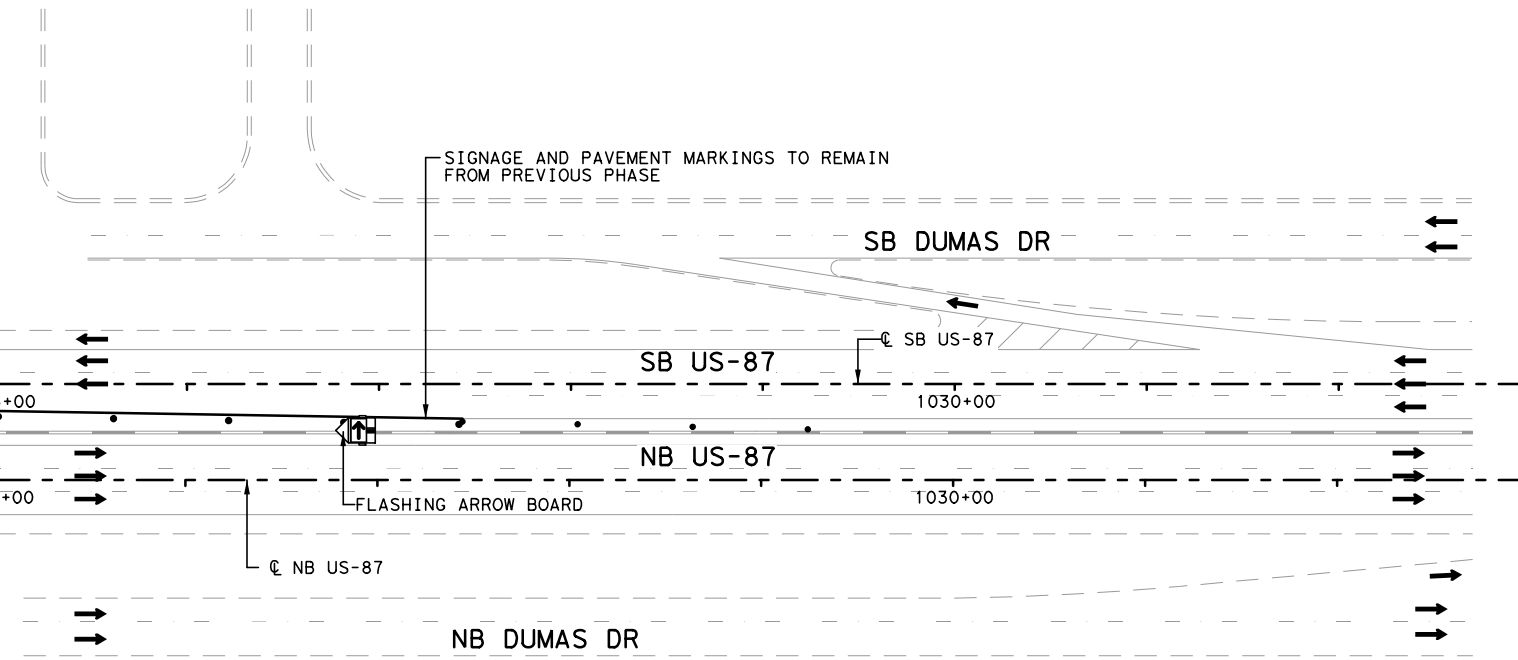 SIGNAGE AND PAVEMENT MARKINGS TO REMAIN
FROM PREVIOUS PHASE
SB DUMAS DR
℄ SB US-87
SB US-87
+00
1030+00
NB US-87
+00
1030+00
FLASHING ARROW BOARD
℄ NB US-87
NB DUMAS DR